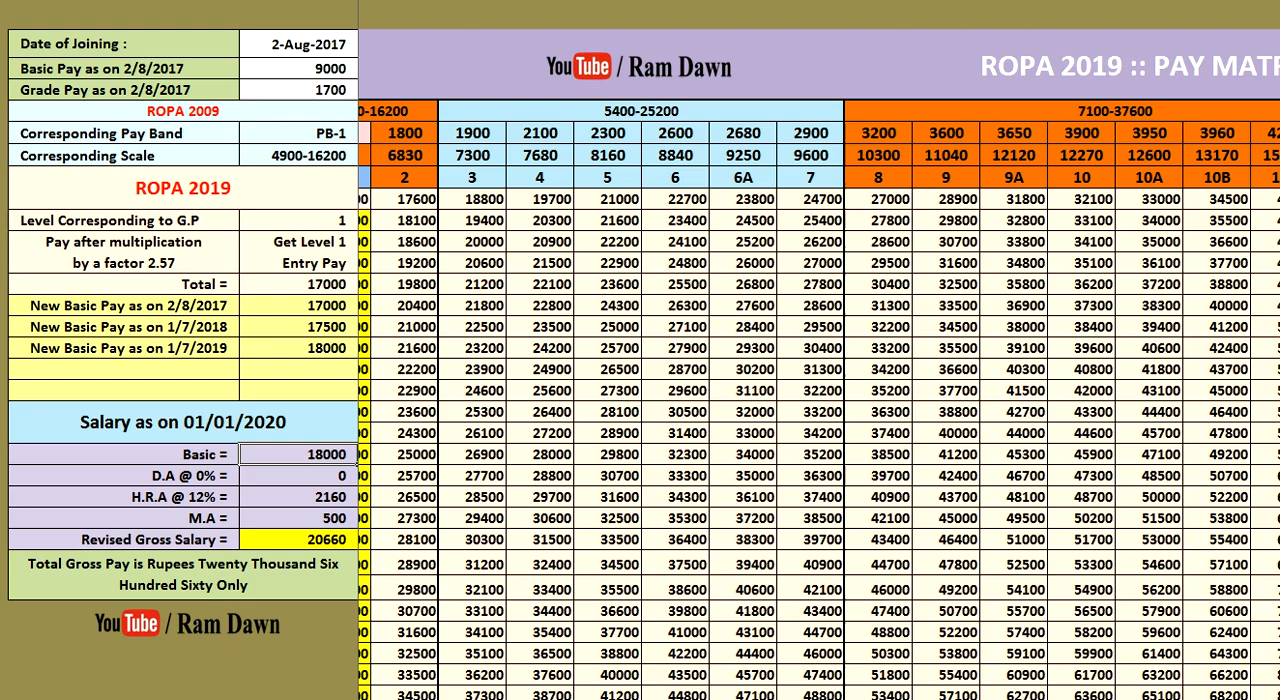 Date of Joining : 2-Aug-2017
Basic Pay as on 2/8/2017 9000
Grade Pay as on 2/8/2017 1700
ROPA 2009
Corresponding Pay Band PB-1
Corresponding Scale 4900-16200
ROPA 2019
Level Corresponding to G.P 1
Pay after multiplication Get Level 1
by a factor 2.57 Entry Pay
Total = 17000
New Basic Pay as on 2/8/2017 17000
New Basic Pay as on 1/7/2018 17500
New Basic Pay as on 1/7/2019 18000
Salary as on 01/01/2020
Basic = 18000
D.A @ 0% = 0
H.R.A @ 12% = 2160
M.A = 500
Revised Gross Salary = 20660
Total Gross Pay is Rupees Twenty Thousand Six
Hundred Sixty Only
YouTube / Ram Dawn
YouTube / Ram Dawn ROPA 2019 :: PAY MAT
0-16200 5400-25200 7100-37600
1800 1900 2100 2300 2600 2680 2900 3200 3600 3650 3900 3950 3960
6830 7300 7680 8160 8840 9250 9600 10300 11040 12120 12270 12600 13170
2 3 4 5 6 6A 7 8 9 9A 10 10A 10B
17600 18800 19700 21000 22700 23800 24700 27000 28900 31800 32100 33000 34500
18100 19400 20300 21600 23400 24500 25400 27800 29800 32800 33100 34000 35500
18600 20000 20900 22200 24100 25200 26200 28600 30700 33800 34100 35000 36600
19200 20600 21500 22900 24800 26000 27000 29500 31600 34800 35100 36100 37700
19800 21200 22100 23600 25500 26800 27800 30400 32500 35800 36200 37200 38800
20400 21800 22800 24300 26300 27600 28600 31300 33500 36900 37300 38300 40000
21000 22500 23500 25000 27100 28400 29500 32200 34500 38000 38400 39400 41200
21600 23200 24200 25700 27900 29300 30400 33200 35500 39100 39600 40600 42400
22200 23900 24900 26500 28700 30200 31300 34200 36600 40300 40800 41800 43700
22900 24600 25600 27300 29600 31100 32200 35200 37700 41500 42000 43100 45000
23600 25300 26400 28100 30500 32000 33200 36300 38800 42700 43300 44400 46400
24300 26100 27200 28900 31400 33000 34200 37400 40000 44000 44600 45700 47800
25000 26900 28000 29800 32300 34000 35200 38500 41200 45300 45900 47100 49200
25700 27700 28800 30700 33300 35000 36300 39700 42400 46700 47300 48500 50700
26500 28500 29700 31600 34300 36100 37400 40900 43700 48100 48700 50000 52200
27300 29400 30600 32500 35300 37200 38500 42100 45000 49500 50200 51500 53800
28100 30300 31500 33500 36400 38300 39700 43400 46400 51000 51700 53000 55400
28900 31200 32400 34500 37500 39400 40900 44700 47800 52500 53300 54600 57100
29800 32100 33400 35500 38600 40600 42100 46000 49200 54100 54900 56200 58800
30700 33100 34400 36600 39800 41800 43400 47400 50700 55700 56500 57900 60600
31600 34100 35400 37700 41000 43100 44700 48800 52200 57400 58200 59600 62400
32500 35100 36500 38800 42200 44400 46000 50300 53800 59100 59900 61400 64300
33500 36200 37600 40000 43500 45700 47400 51800 55400 60900 61700 63200 66200
34500 37300 38700 41200 44800 47100 48800 53400 57100 62700 63600 65100 68200